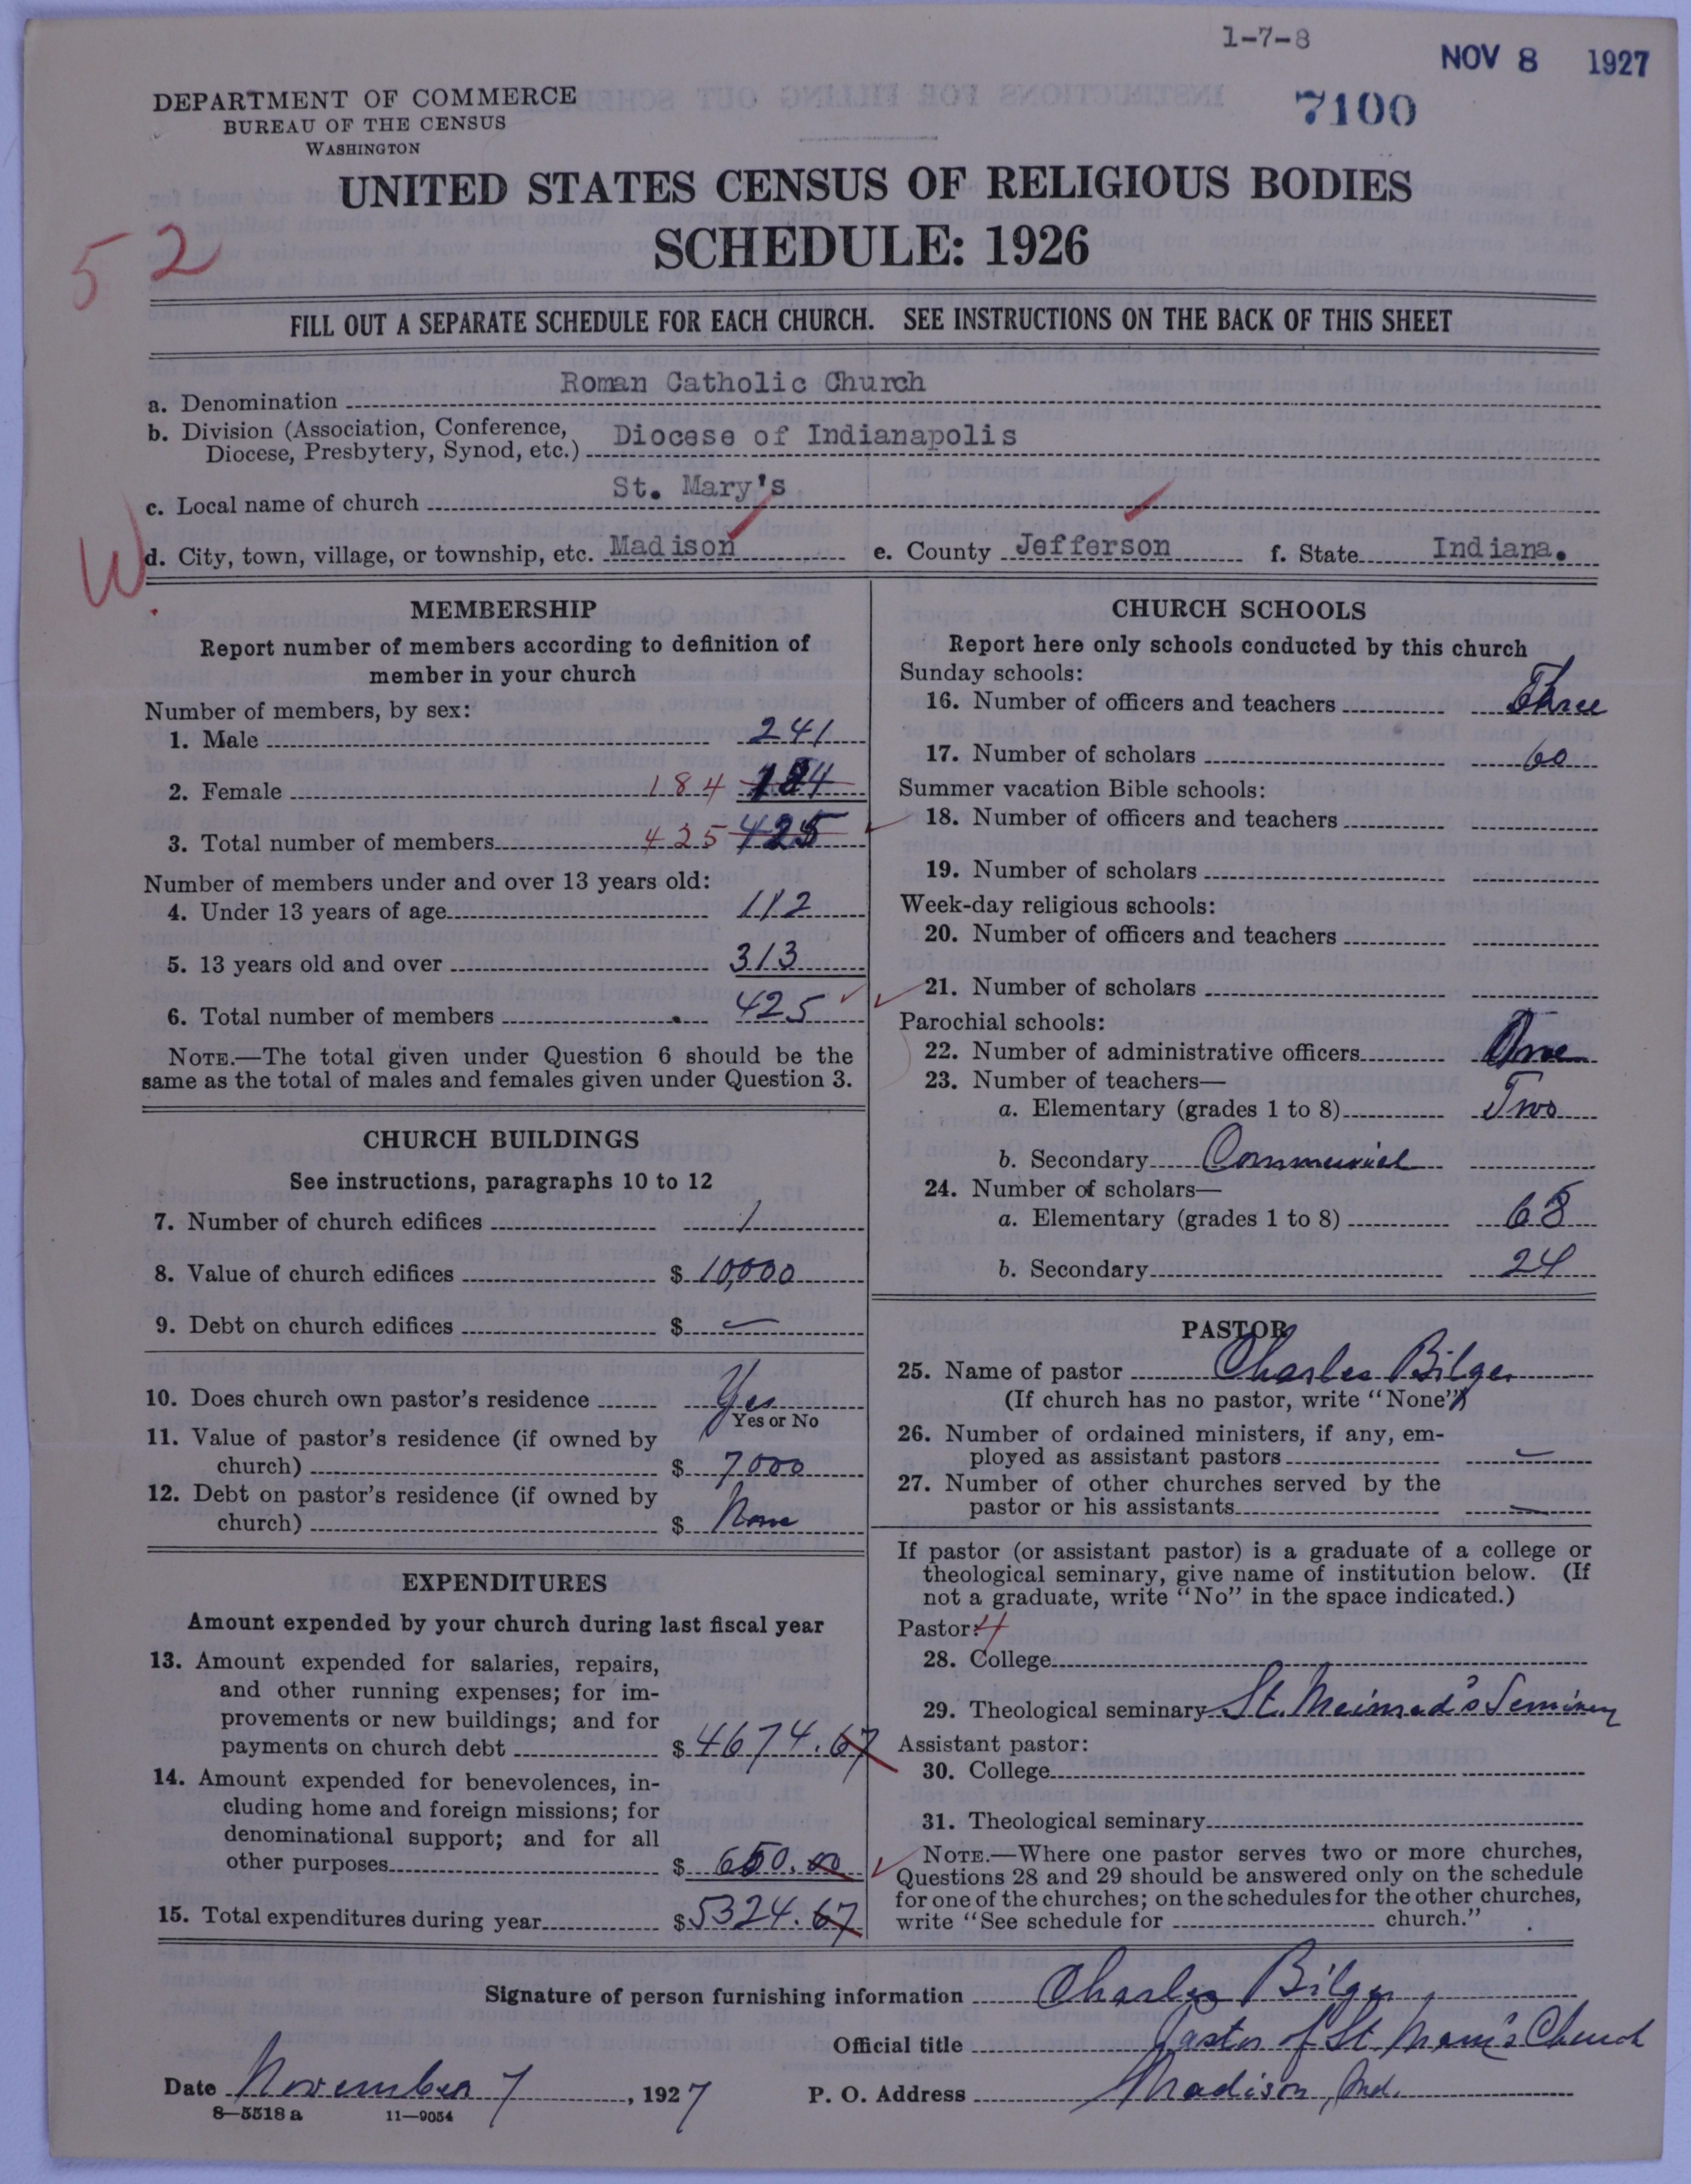 1-7-8
NOV 8 1927
7100
DEPARTMENT OF COMMERCE
BUREAU OF THE CENSUS
WASHINGTON
UNITED STATES CENSUS OF RELIGIOUS BODIES
SCHEDULE: 1926
52
FILL OUT A SEPARATE SCHEDULE FOR EACH CHURCH. SEE INSTRUCTIONS ON THE BACK OF THIS SHEET
a. Denomination Roman Catholic Church
b. Division (Association, Conference, Diocese, Presbytery, Synod, etc.) Diocese of Indianapolis
c. Local name of church St. Mary's
W
d. City, town, village, or township, etc. Madison e. County Jefferson f. State Indiana.
MEMBERSHIP
Report number of members according to definition of
member in your church
Number of members, by sex:
1. Male 241
2. Female 184 184
3. Total number of members 425 425
Number of members under and over 13 years old:
4. Under 13 years of age 112
5. 13 years old and over 313
6. Total number of members 425
NOTE.—The total given under Question 6 should be the
same as the total of males and females given under Question 3.
CHURCH BUILDINGS
See instructions, paragraphs 10 to 12
7. Number of church edifices 1
8. Value of church edifices $ 10,000
9. Debt on church edifices $ —
10. Does church own pastor's residence Yes
Yes or No
11. Value of pastor's residence (if owned by
church) $ 7000
12. Debt on pastor's residence (if owned by
church) $ None
EXPENDITURES
Amount expended by your church during last fiscal year
13. Amount expended for salaries, repairs,
and other running expenses; for im-
provements or new buildings; and for
payments on church debt $ 4674.67
14. Amount expended for benevolences, in-
cluding home and foreign missions; for
denominational support; and for all
other purposes $ 650.00
15. Total expenditures during year $ 5324.67
CHURCH SCHOOLS
Report here only schools conducted by this church
Sunday schools:
16. Number of officers and teachers Three
17. Number of scholars 60
Summer vacation Bible schools:
18. Number of officers and teachers
19. Number of scholars
Week-day religious schools:
20. Number of officers and teachers
21. Number of scholars
Parochial schools:
22. Number of administrative officers One
23. Number of teachers—
a. Elementary (grades 1 to 8) Two
b. Secondary Commercial
24. Number of scholars—
a. Elementary (grades 1 to 8) 68
b. Secondary 24
PASTOR
25. Name of pastor Charles Bilger
(If church has no pastor, write "None")
26. Number of ordained ministers, if any, em-
ployed as assistant pastors —
27. Number of other churches served by the
pastor or his assistants —
If pastor (or assistant pastor) is a graduate of a college or
theological seminary, give name of institution below. (If
not a graduate, write "No" in the space indicated.)
Pastor: 4
28. College
29. Theological seminary St. Meinrad's Seminary
Assistant pastor:
30. College
31. Theological seminary
NOTE.—Where one pastor serves two or more churches,
Questions 28 and 29 should be answered only on the schedule
for one of the churches; on the schedules for the other churches,
write "See schedule for church."
Signature of person furnishing information Charles Bilger
Official title Pastor of St. Mary's Church
Date November 7, 1927 P. O. Address Madison, Ind.
8—5518 a 11—9054